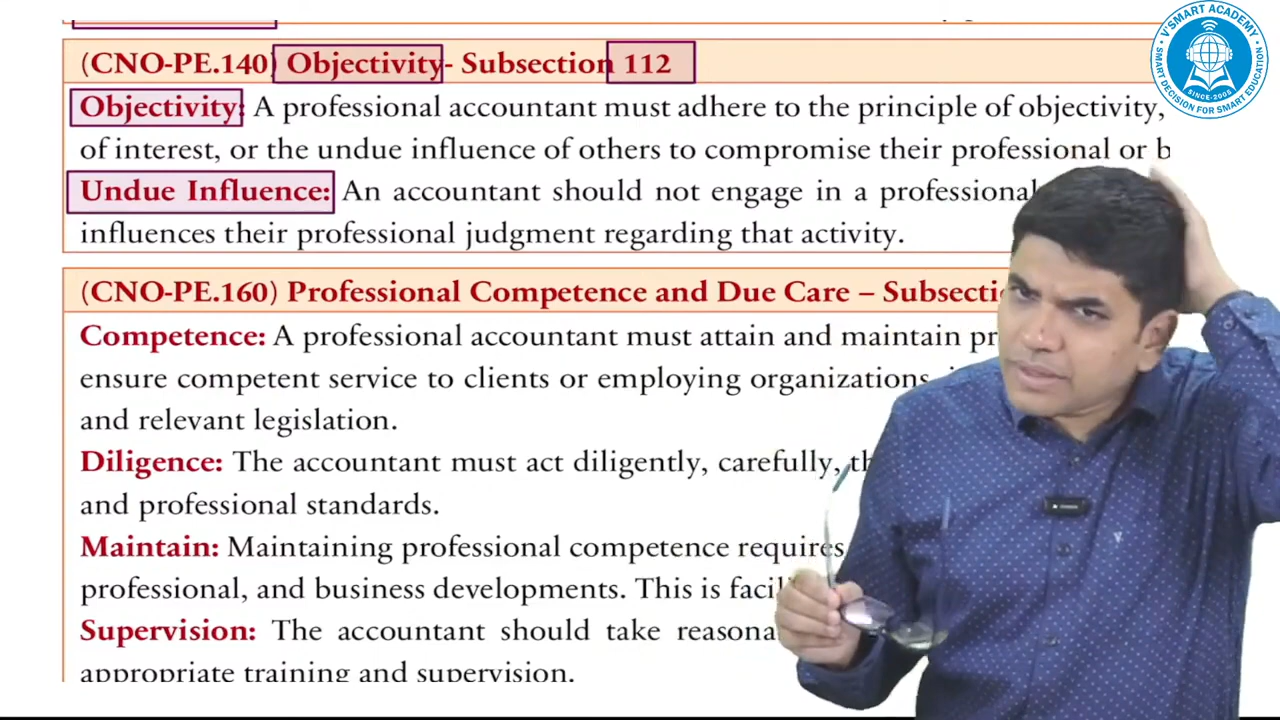 (CNO-PE.140) Objectivity- Subsection 112
Objectivity: A professional accountant must adhere to the principle of objectivity,
of interest, or the undue influence of others to compromise their professional or b
Undue Influence: An accountant should not engage in a professional
influences their professional judgment regarding that activity.
(CNO-PE.160) Professional Competence and Due Care – Subsectio
Competence: A professional accountant must attain and maintain pr
ensure competent service to clients or employing organizations,
and relevant legislation.
Diligence: The accountant must act diligently, carefully, th
and professional standards.
Maintain: Maintaining professional competence requires
professional, and business developments. This is facil
Supervision: The accountant should take reasona
appropriate training and supervision.
V'SMART ACADEMY
SMART DECISION FOR SMART EDUCATION
SINCE-2005